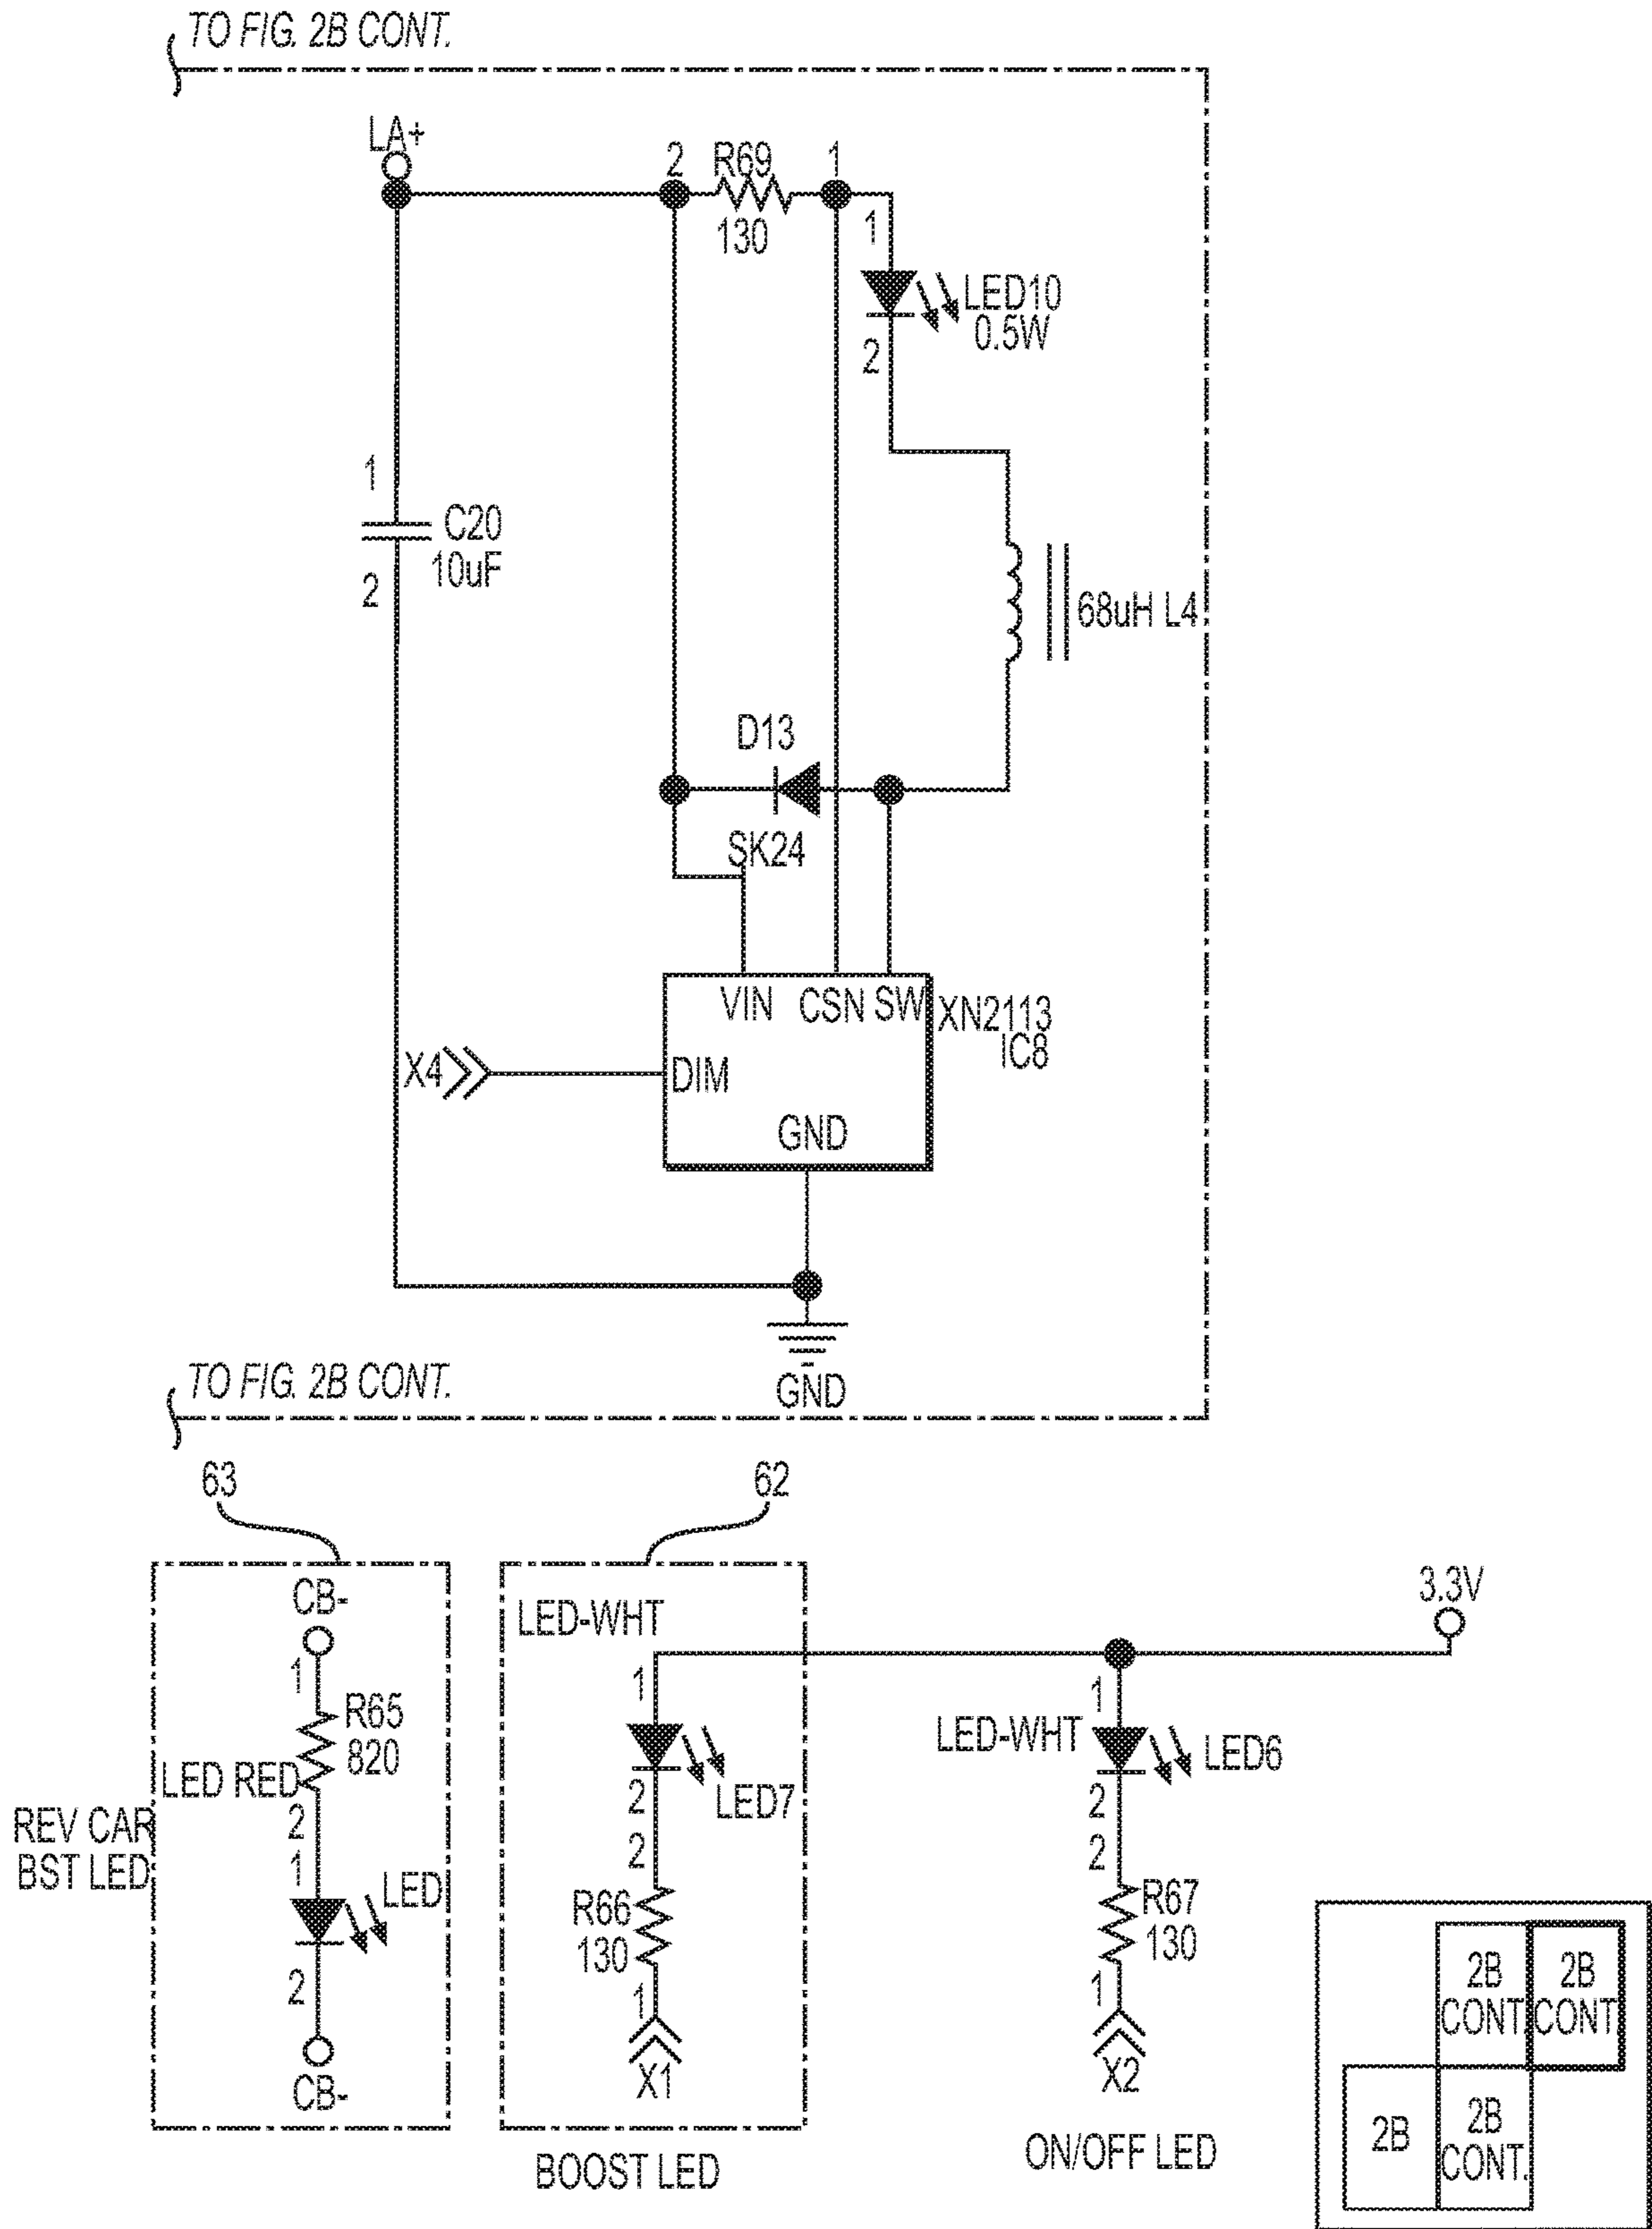 TO FIG. 2B CONT.
LA+
2 R69 1
130
1
LED10
0.5W
2
1
C20
10uF
2
68uH L4
D13
SK24
VIN CSN SW
XN2113
IC8
X4
DIM
GND
TO FIG. 2B CONT.
GND
63
62
CB-
1
R65
820
LED RED
2
REV CAR
BST LED
1
LED
2
CB-
LED-WHT
1
2
LED7
2
R66
130
1
X1
BOOST LED
3.3V
1
LED-WHT
LED6
2
2
R67
130
1
X2
ON/OFF LED
2B
CONT.
2B
CONT
2B
2B
CONT.